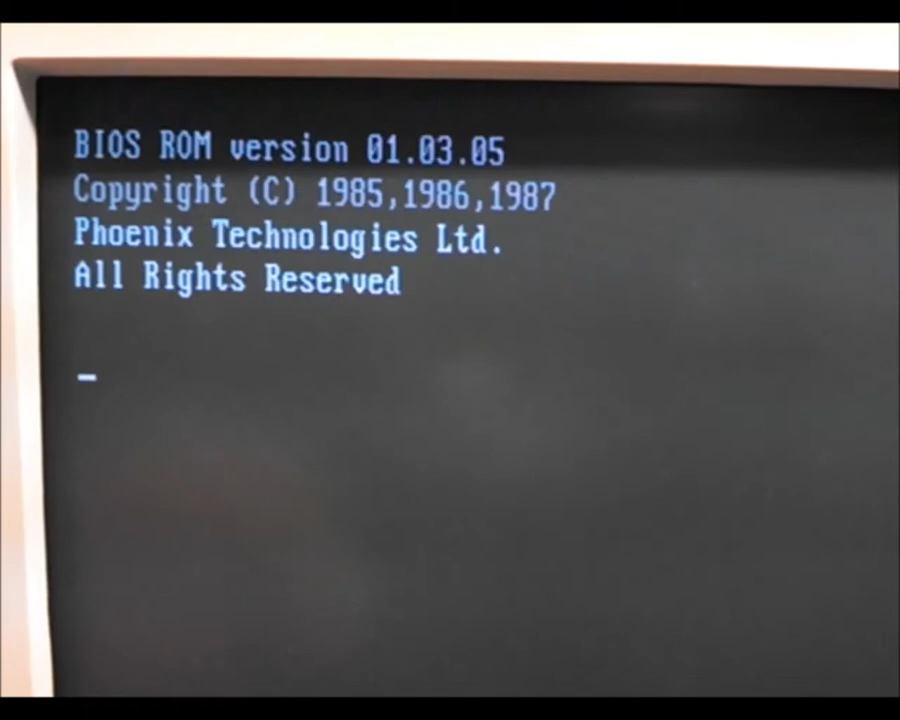 BIOS ROM version 01.03.05
Copyright (C) 1985,1986,1987
Phoenix Technologies Ltd.
All Rights Reserved